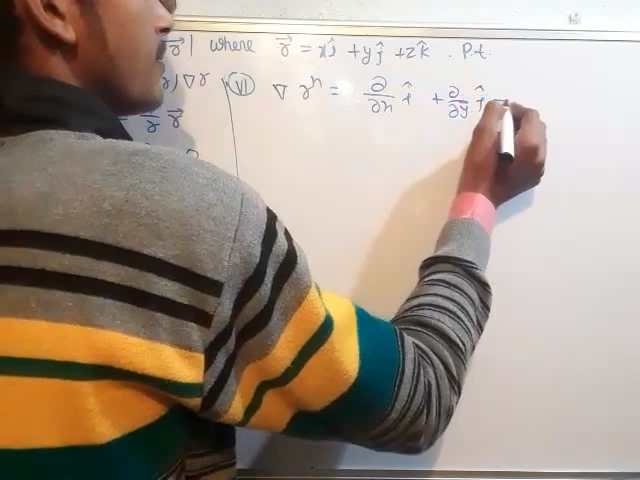 r⃗| where r⃗ = xî + yĵ + zk̂ . P.t.
r) ∇r
(vi) ∇ rⁿ = ∂/∂x î + ∂/∂y ĵ
r⃗